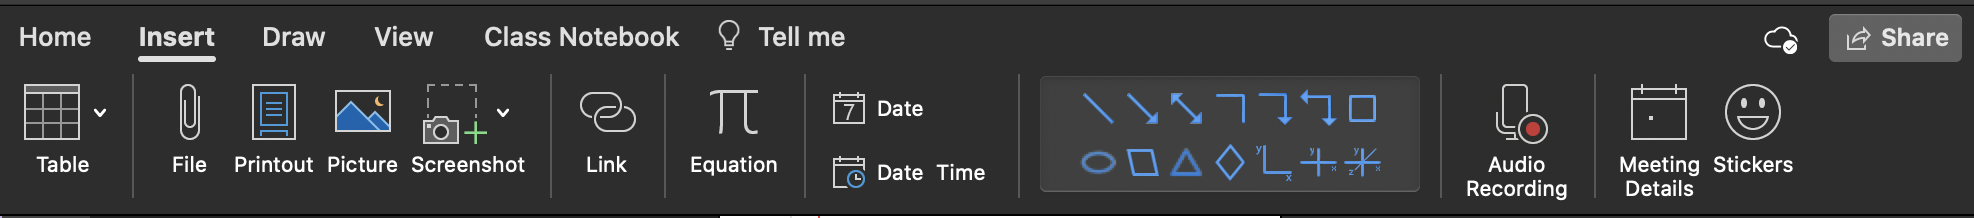 Home Insert Draw View Class Notebook Tell me Share
7 Date
y x y x y z x
Table File Printout Picture Screenshot Link Equation Date Time Audio Recording Meeting Details Stickers